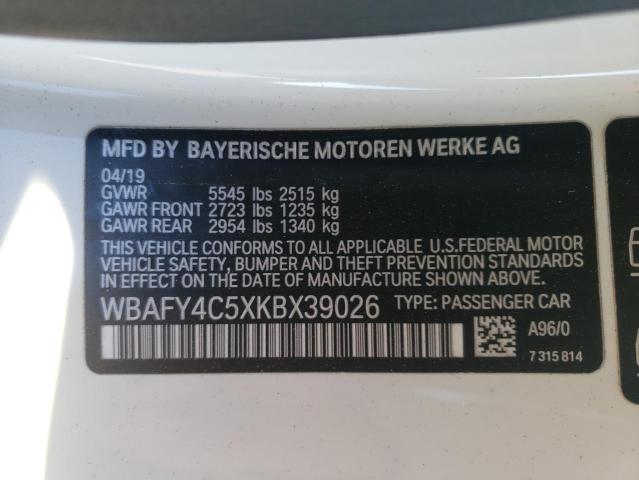 MFD BY BAYERISCHE MOTOREN WERKE AG
04/19
GVWR 5545 lbs 2515 kg
GAWR FRONT 2723 lbs 1235 kg
GAWR REAR 2954 lbs 1340 kg
THIS VEHICLE CONFORMS TO ALL APPLICABLE U.S.FEDERAL MOTOR
VEHICLE SAFETY, BUMPER AND THEFT PREVENTION STANDARDS IN
EFFECT ON THE DATE OF MANUFACTURE SHOWN ABOVE.
WBAFY4C5XKBX39026 TYPE: PASSENGER CAR
A96/0
7 315 814